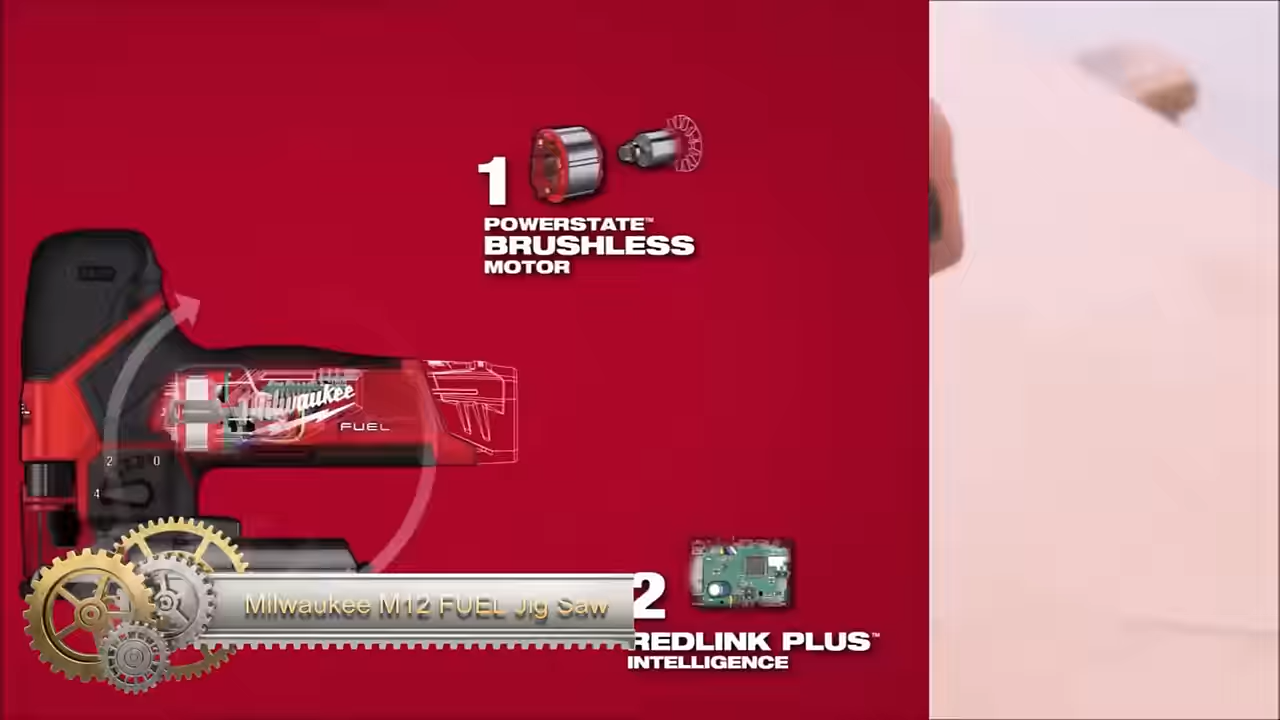 1
POWERSTATE™
BRUSHLESS
MOTOR
Milwaukee
FUEL
2 0
4
Milwaukee M12 FUEL Jig Saw
2
REDLINK PLUS™
INTELLIGENCE